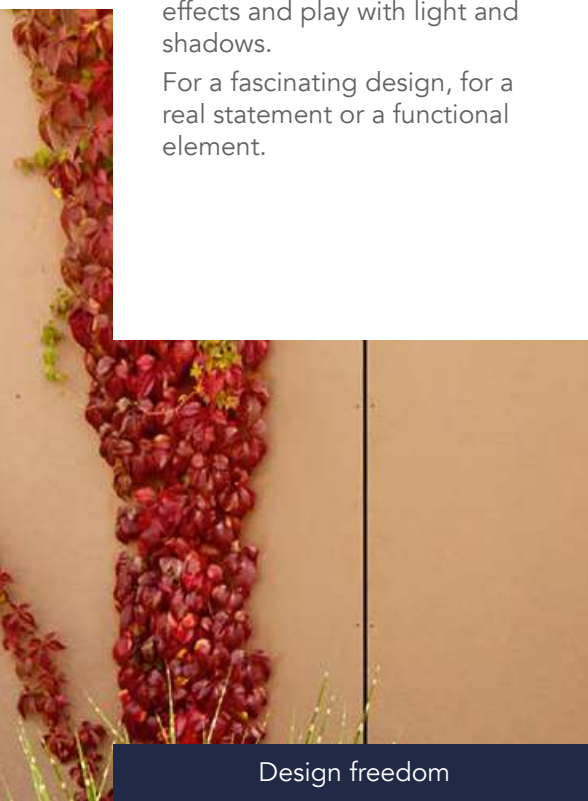 effects and play with light and
shadows.
For a fascinating design, for a
real statement or a functional
element.
Design freedom